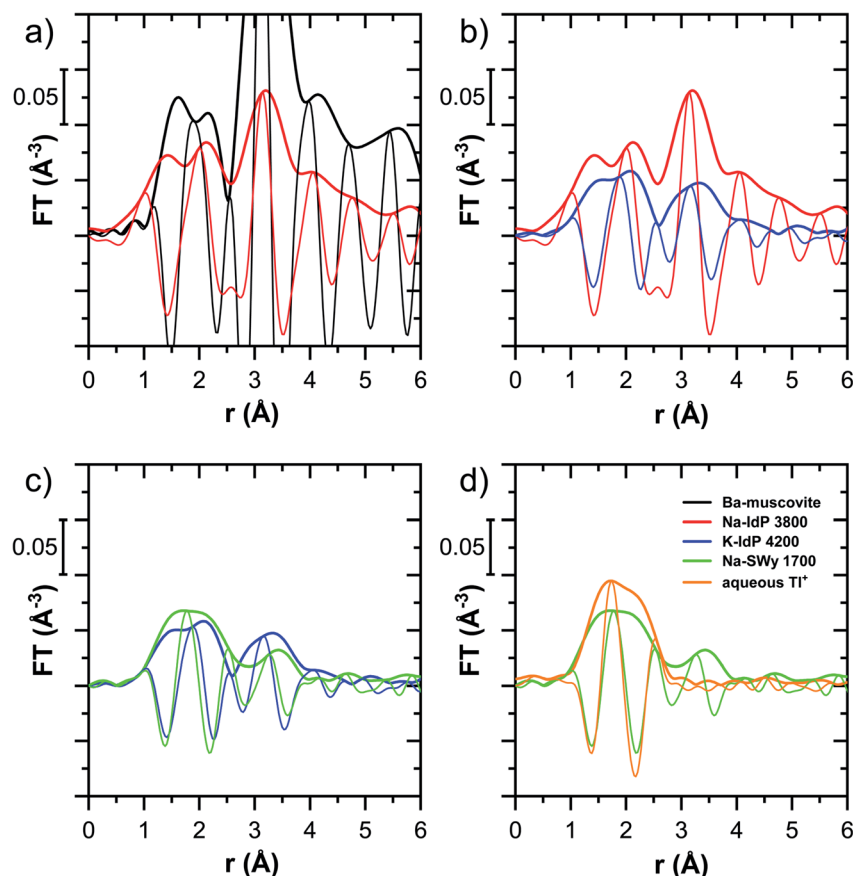 a)
0.05
FT (Å⁻³)
0 1 2 3 4 5 6
r (Å)
b)
0.05
FT (Å⁻³)
0 1 2 3 4 5 6
r (Å)
c)
0.05
FT (Å⁻³)
0 1 2 3 4 5 6
r (Å)
d)
0.05
FT (Å⁻³)
Ba-muscovite
Na-IdP 3800
K-IdP 4200
Na-SWy 1700
aqueous Tl⁺
0 1 2 3 4 5 6
r (Å)